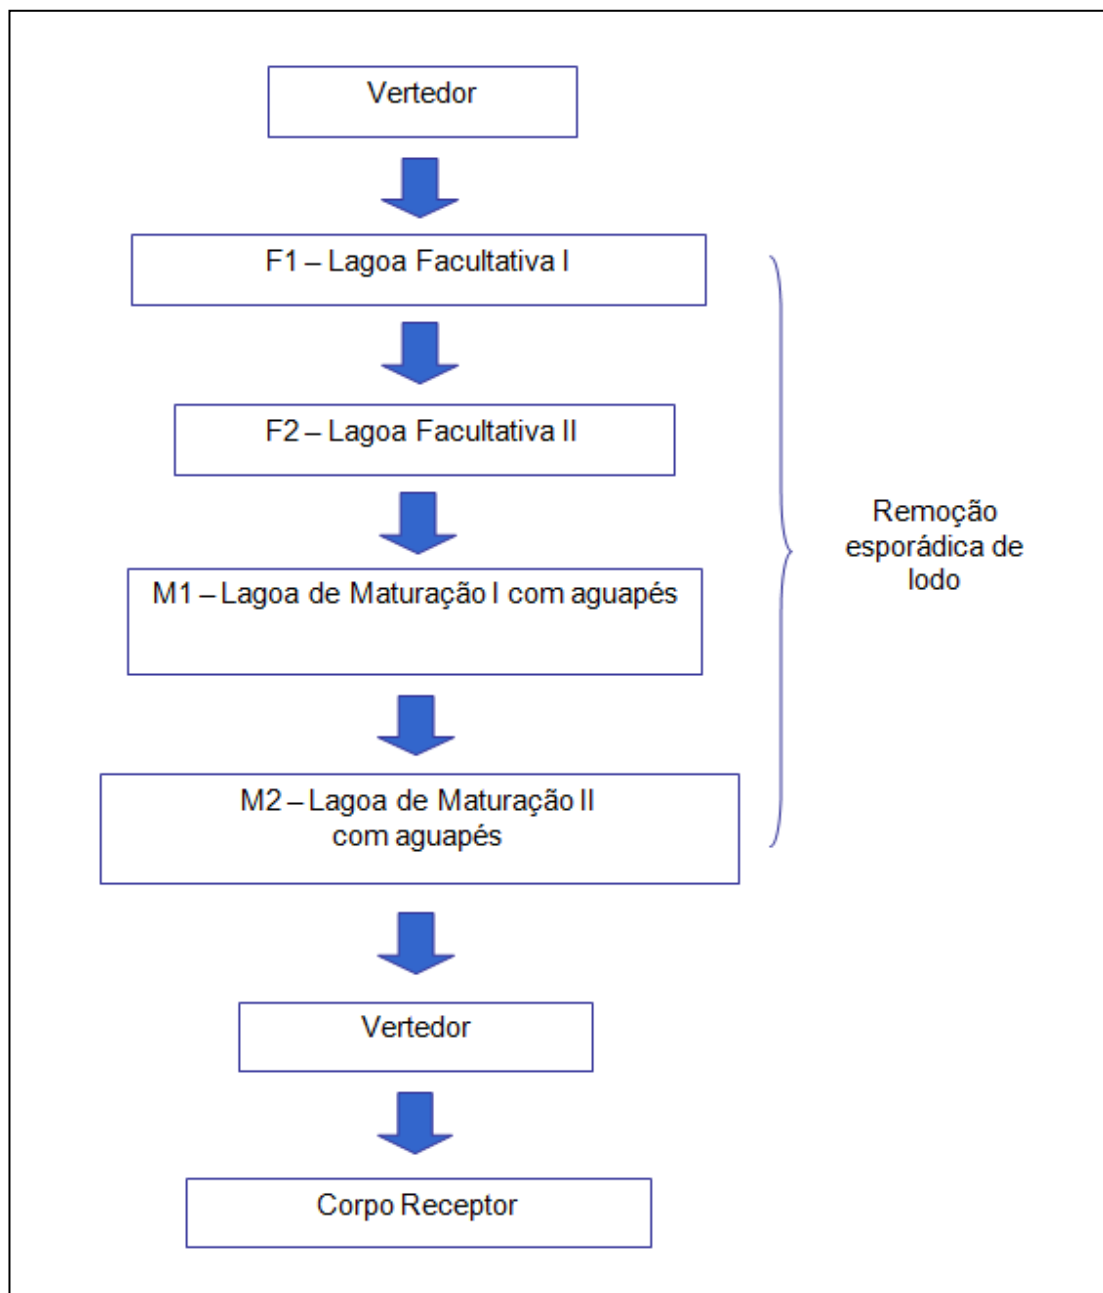 Vertedor
F1 – Lagoa Facultativa I
F2 – Lagoa Facultativa II
M1 – Lagoa de Maturação I com aguapés
M2 – Lagoa de Maturação II
com aguapés
Vertedor
Corpo Receptor
Remoção
esporádica de
lodo